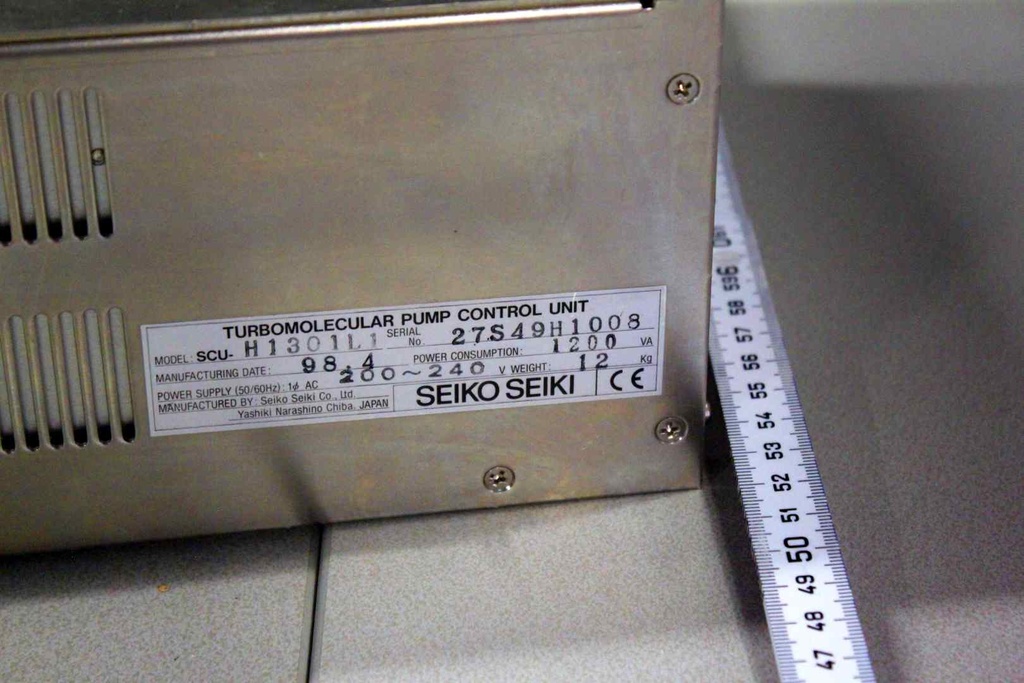 TURBOMOLECULAR PUMP CONTROL UNIT
MODEL: SCU- H1301L1 SERIAL No. 27S49H1008
MANUFACTURING DATE: 98.4 POWER CONSUMPTION: 1200 VA
POWER SUPPLY (50/60Hz): 1ϕ AC 200~240 V WEIGHT: 12 Kg
MANUFACTURED BY: Seiko Seiki Co., Ltd.
Yashiki Narashino Chiba. JAPAN
SEIKO SEIKI CE
59
58
57
56
55
54
53
52
51
50
49
48
47